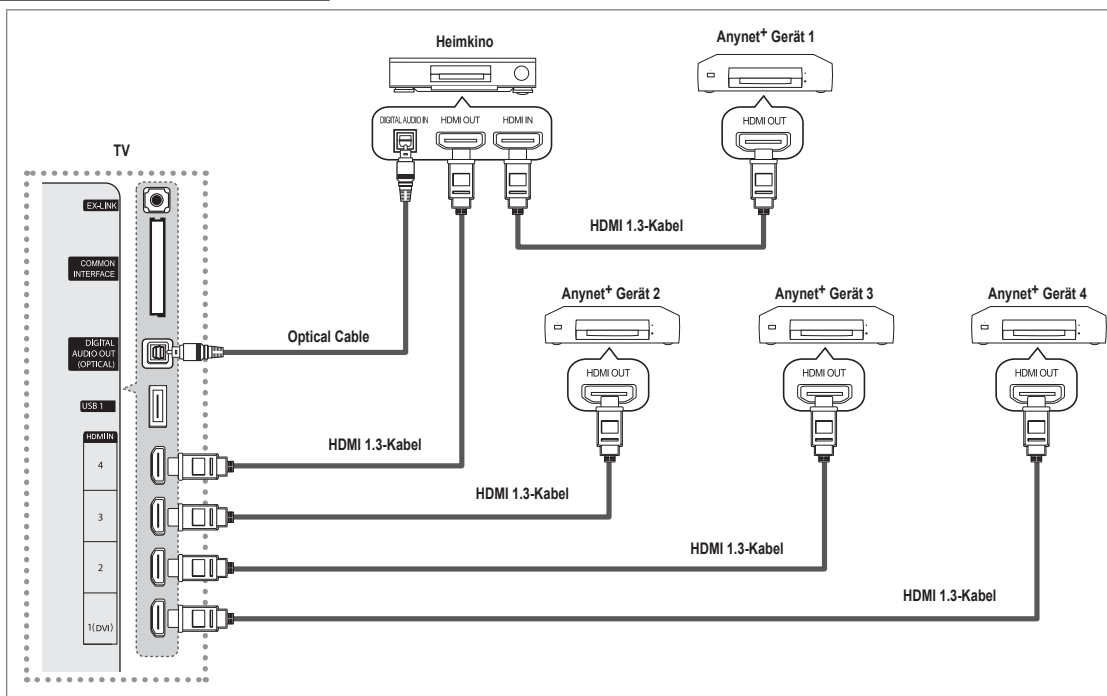 Heimkino
Anynet+ Gerät 1
DIGITAL AUDIO IN
HDMI OUT
HDMI IN
HDMI OUT
TV
EX-LINK
HDMI 1.3-Kabel
COMMON
INTERFACE
Anynet+ Gerät 2
Anynet+ Gerät 3
Anynet+ Gerät 4
Optical Cable
DIGITAL
AUDIO OUT
(OPTICAL)
HDMI OUT
HDMI OUT
HDMI OUT
USB 1
HDMI IN
HDMI 1.3-Kabel
4
HDMI 1.3-Kabel
3
HDMI 1.3-Kabel
2
HDMI 1.3-Kabel
1(DVI)